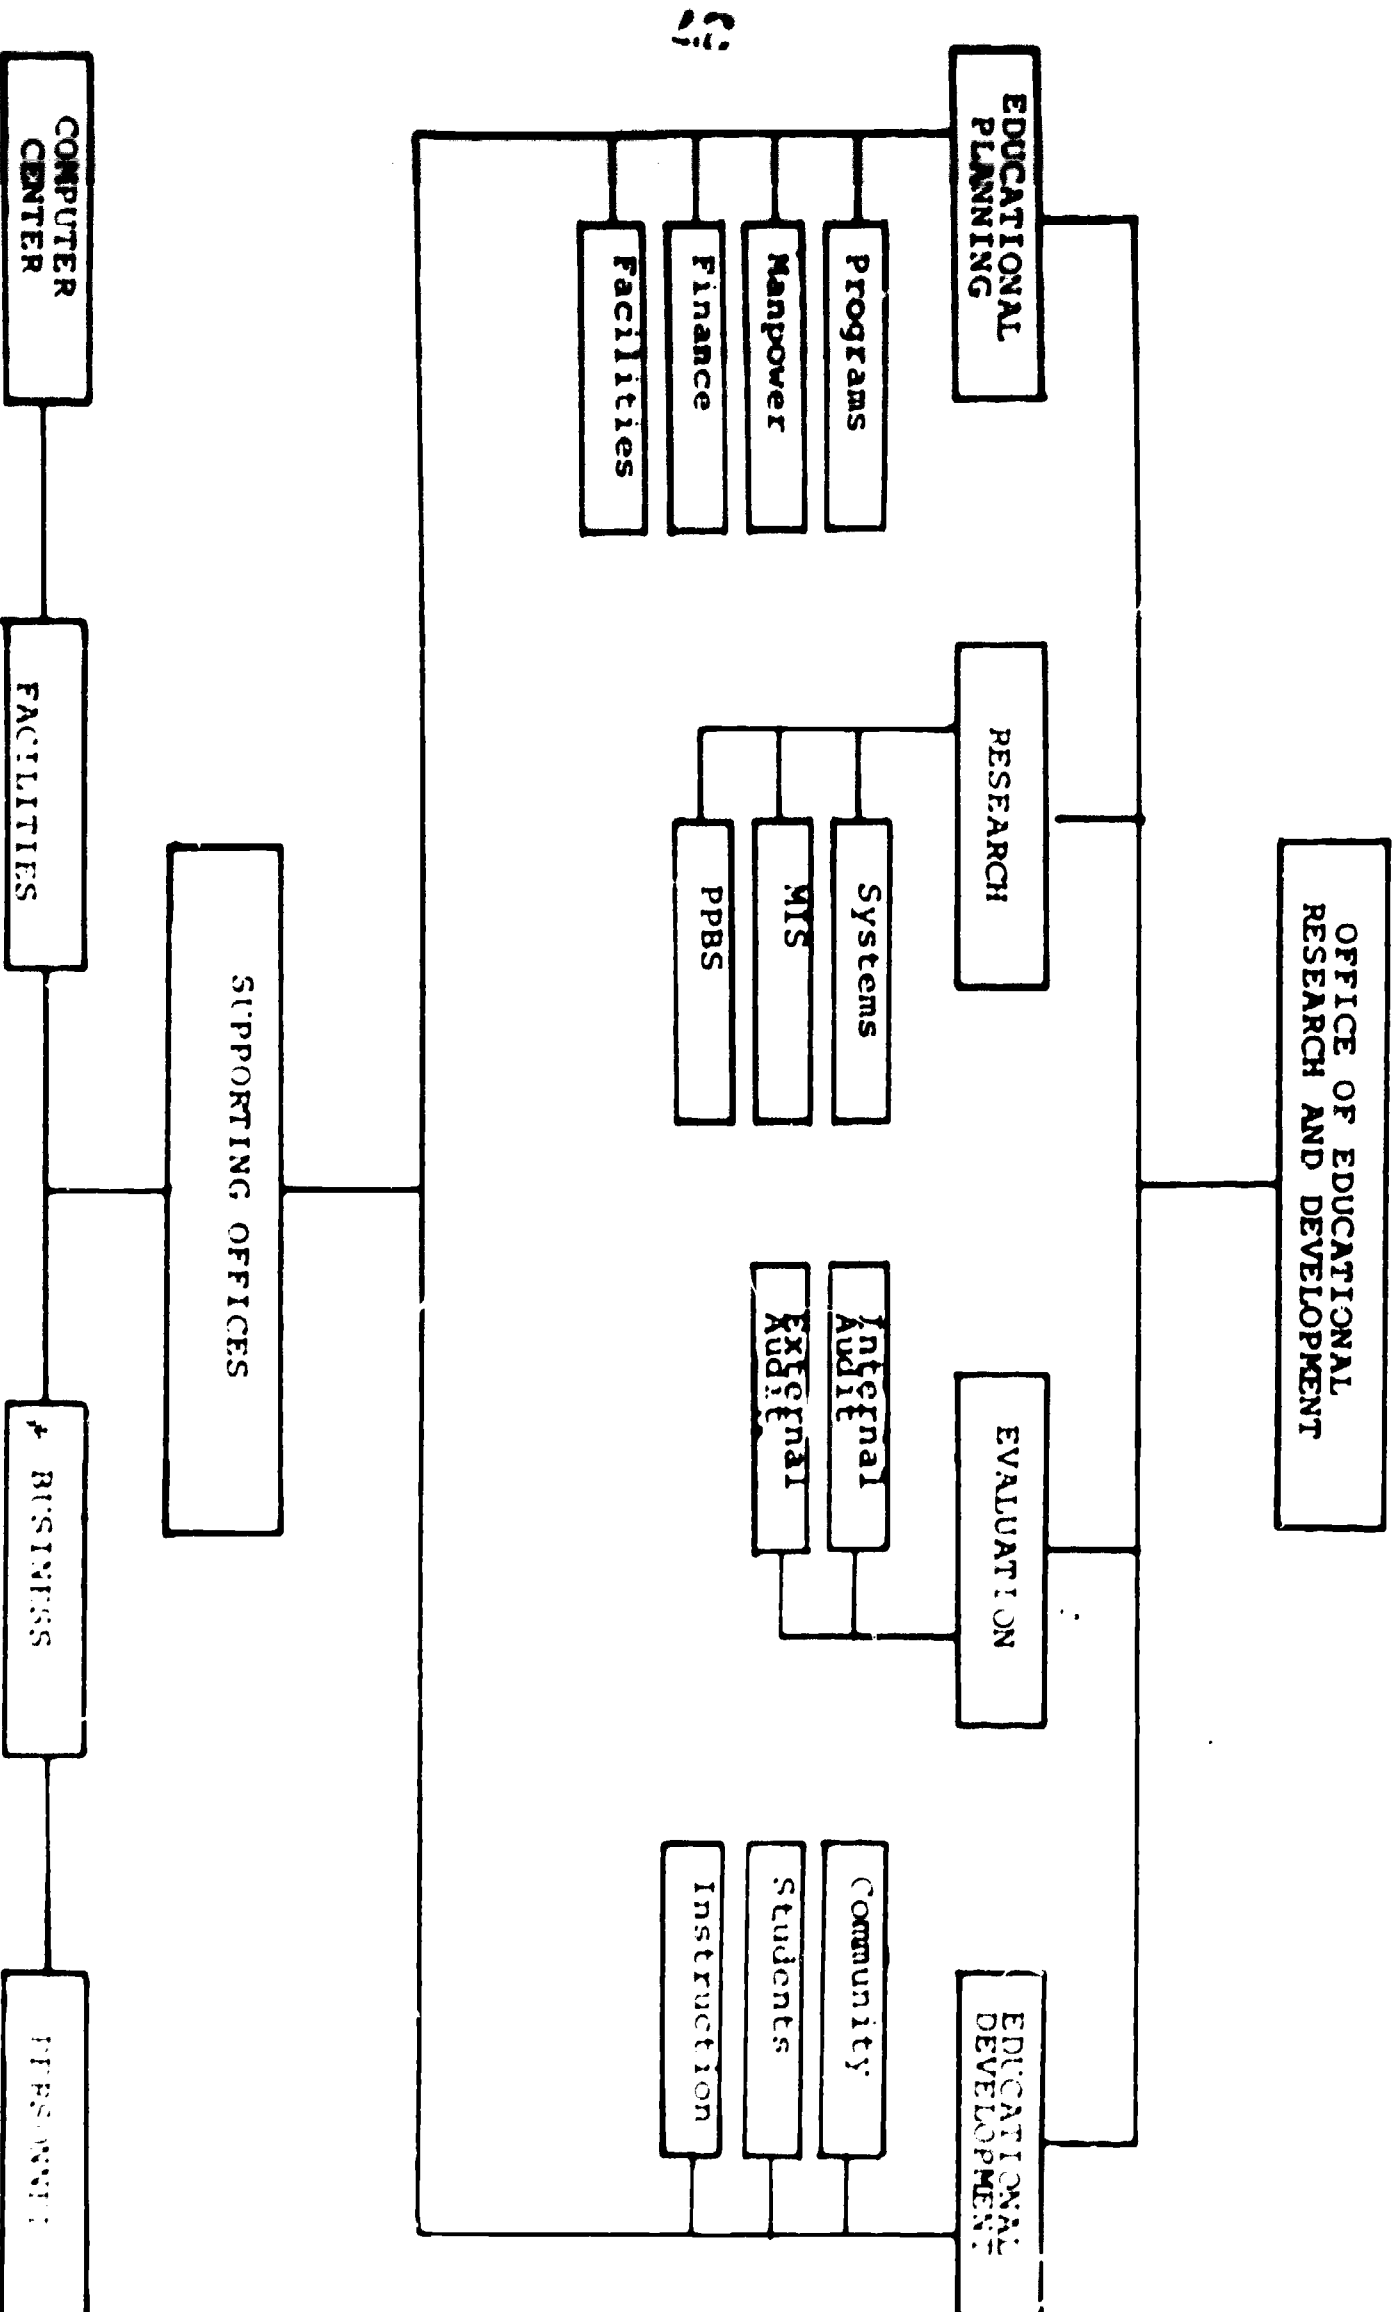 OFFICE OF EDUCATIONAL
RESEARCH AND DEVELOPMENT
EDUCATIONAL
PLANNING
RESEARCH
EVALUATION
EDUCATIONAL
DEVELOPMENT
Programs
Manpower
Finance
Facilities
Systems
MIS
PPBS
Internal
Audit
External
Audit
Community
Students
Instruction
SUPPORTING OFFICES
COMPUTER
CENTER
FACILITIES
BUSINESS